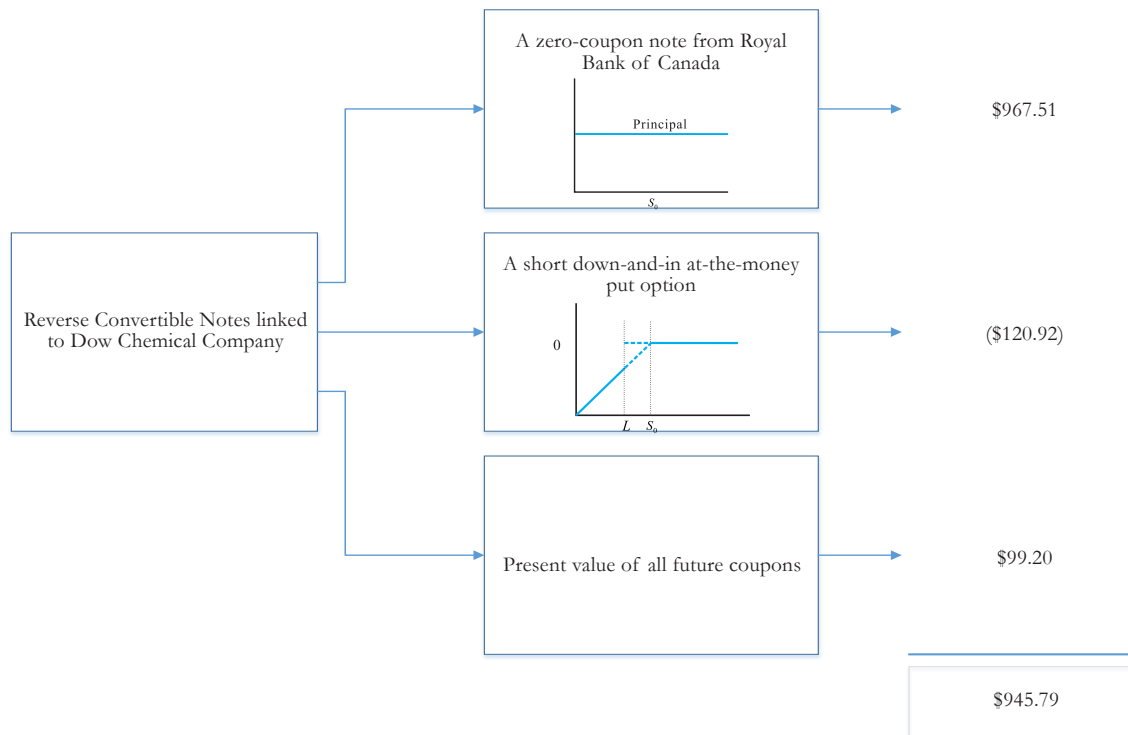 A zero-coupon note from Royal
Bank of Canada
Principal
S₀
$967.51
Reverse Convertible Notes linked
to Dow Chemical Company
A short down-and-in at-the-money
put option
0
L S₀
($120.92)
Present value of all future coupons
$99.20
$945.79